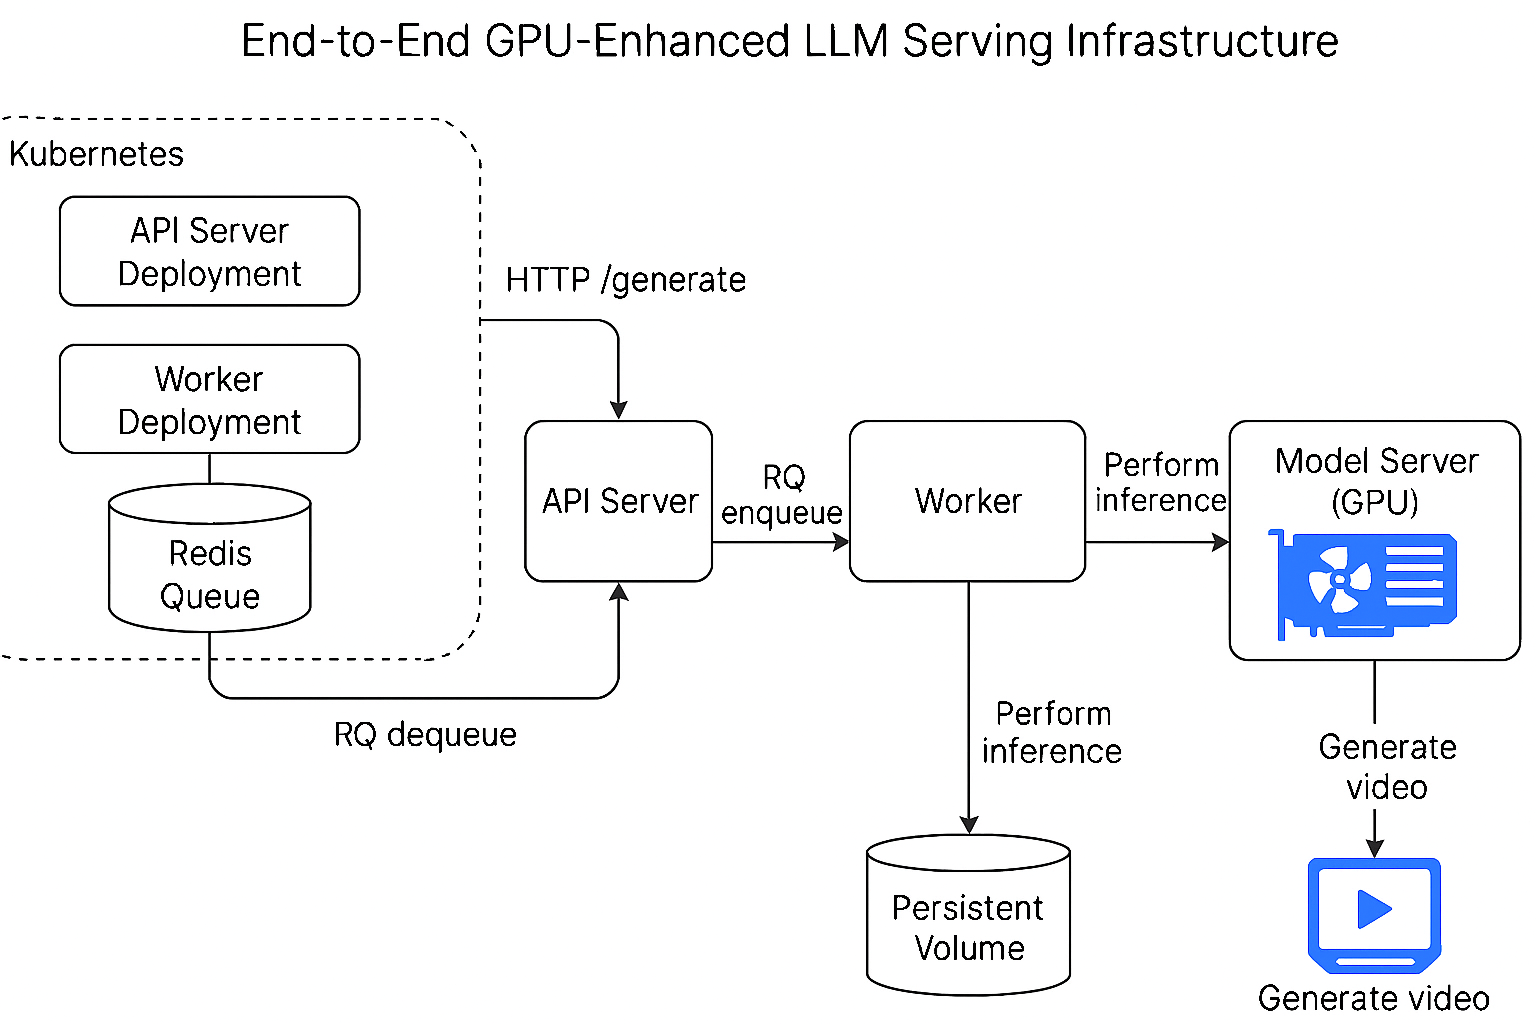 End-to-End GPU-Enhanced LLM Serving Infrastructure
Kubernetes
API Server
Deployment
Worker
Deployment
Redis
Queue
HTTP /generate
RQ dequeue
API Server
RQ
enqueue
Worker
Perform
inference
Model Server
(GPU)
Perform
inference
Persistent
Volume
Generate
video
Generate video